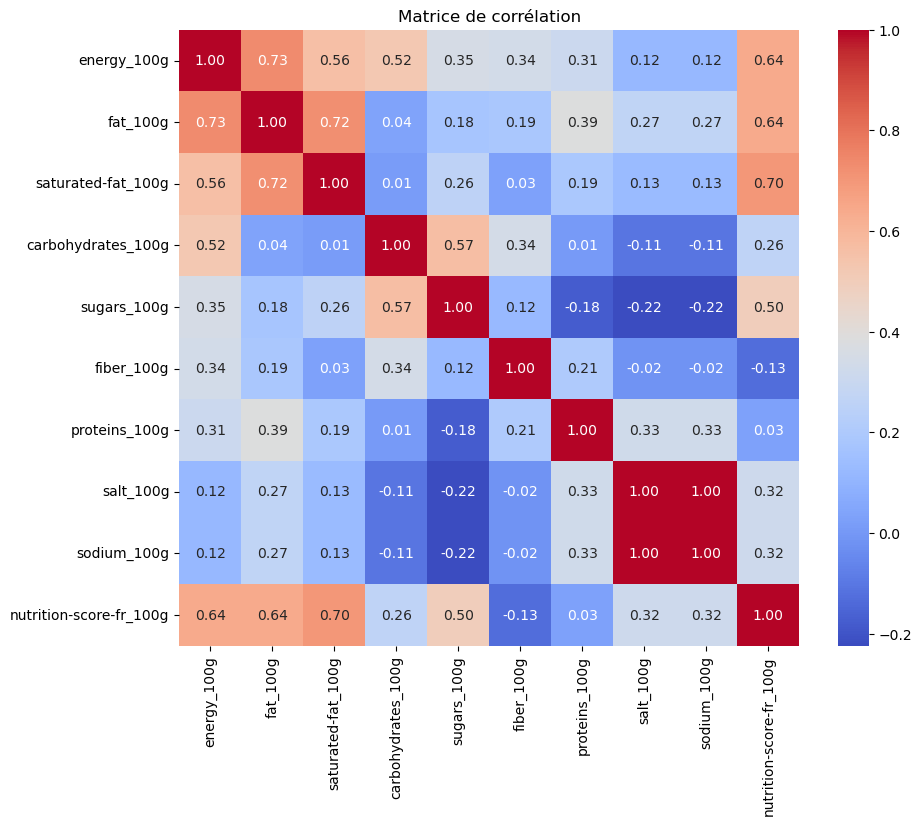 Matrice de corrélation
energy_100g 1.00 0.73 0.56 0.52 0.35 0.34 0.31 0.12 0.12 0.64
fat_100g 0.73 1.00 0.72 0.04 0.18 0.19 0.39 0.27 0.27 0.64
saturated-fat_100g 0.56 0.72 1.00 0.01 0.26 0.03 0.19 0.13 0.13 0.70
carbohydrates_100g 0.52 0.04 0.01 1.00 0.57 0.34 0.01 -0.11 -0.11 0.26
sugars_100g 0.35 0.18 0.26 0.57 1.00 0.12 -0.18 -0.22 -0.22 0.50
fiber_100g 0.34 0.19 0.03 0.34 0.12 1.00 0.21 -0.02 -0.02 -0.13
proteins_100g 0.31 0.39 0.19 0.01 -0.18 0.21 1.00 0.33 0.33 0.03
salt_100g 0.12 0.27 0.13 -0.11 -0.22 -0.02 0.33 1.00 1.00 0.32
sodium_100g 0.12 0.27 0.13 -0.11 -0.22 -0.02 0.33 1.00 1.00 0.32
nutrition-score-fr_100g 0.64 0.64 0.70 0.26 0.50 -0.13 0.03 0.32 0.32 1.00
energy_100g
fat_100g
saturated-fat_100g
carbohydrates_100g
sugars_100g
fiber_100g
proteins_100g
salt_100g
sodium_100g
nutrition-score-fr_100g
1.0
0.8
0.6
0.4
0.2
0.0
−0.2